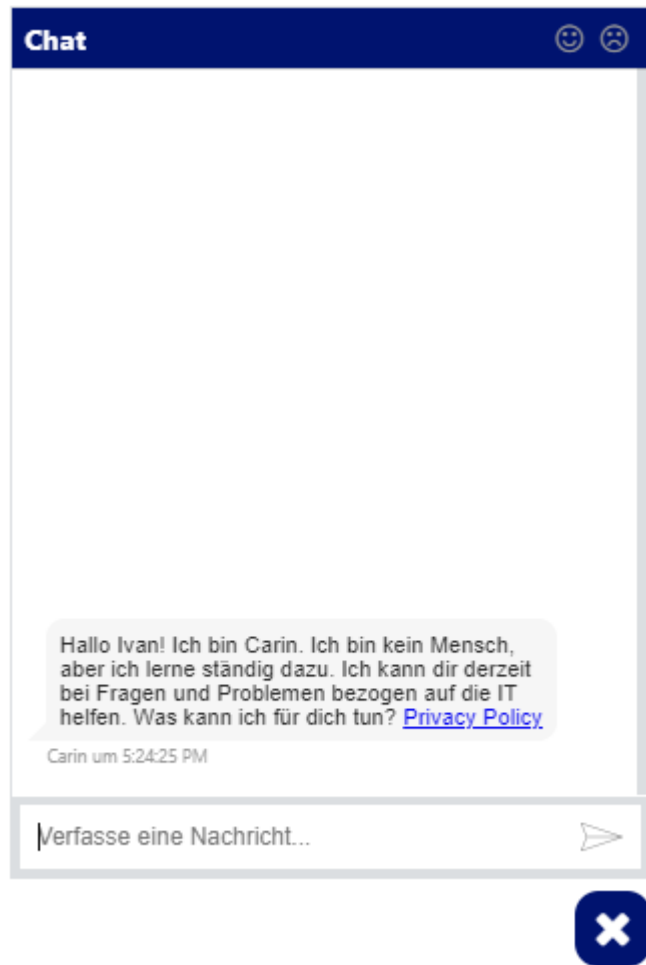 Chat
Hallo Ivan! Ich bin Carin. Ich bin kein Mensch,
aber ich lerne ständig dazu. Ich kann dir derzeit
bei Fragen und Problemen bezogen auf die IT
helfen. Was kann ich für dich tun? Privacy Policy
Carin um 5:24:25 PM
Verfasse eine Nachricht...